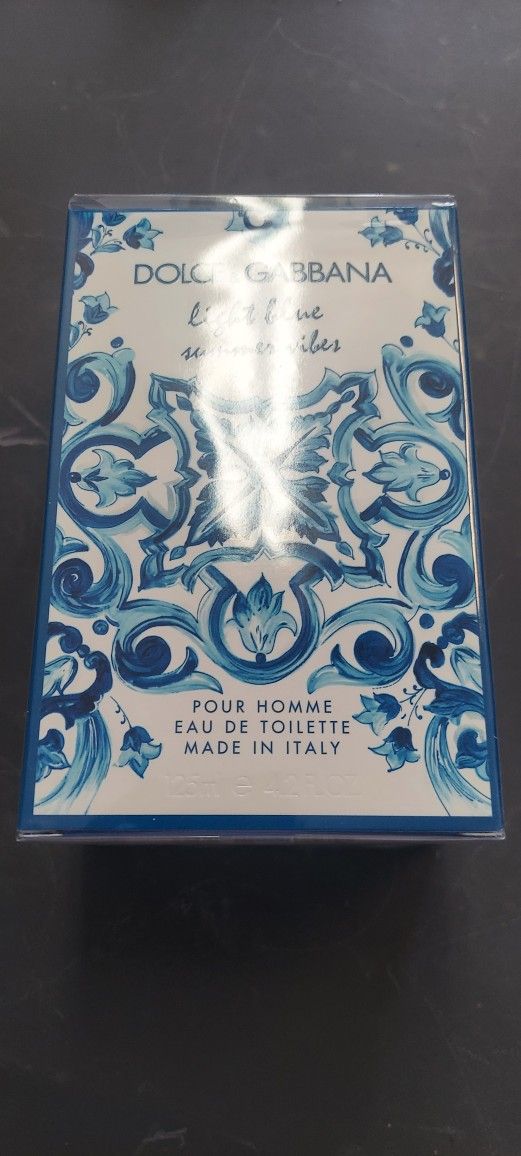 DOLCE & GABBANA
light blue
summer vibes
POUR HOMME
EAU DE TOILETTE
MADE IN ITALY
125ml e 4.2 FL.OZ